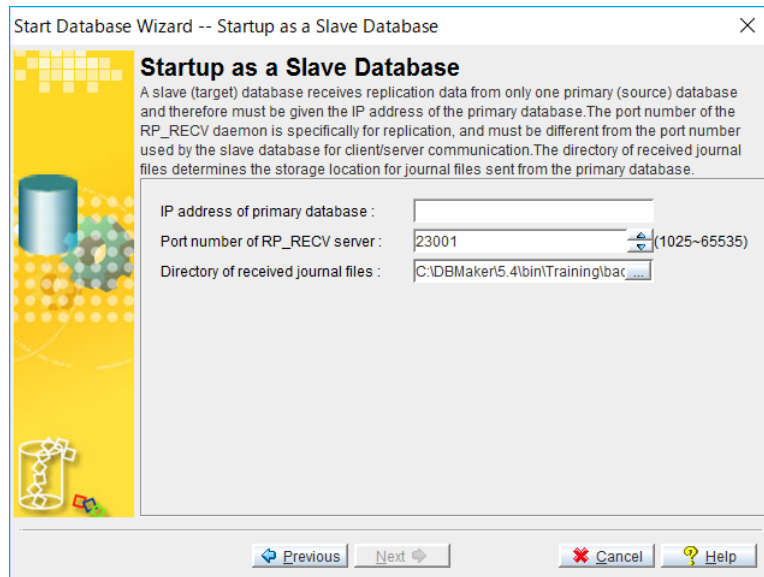 Start Database Wizard -- Startup as a Slave Database
Startup as a Slave Database
A slave (target) database receives replication data from only one primary (source) database
and therefore must be given the IP address of the primary database.The port number of the
RP_RECV daemon is specifically for replication, and must be different from the port number
used by the slave database for client/server communication.The directory of received journal
files determines the storage location for journal files sent from the primary database.
IP address of primary database :
Port number of RP_RECV server : 23001 (1025~65535)
Directory of received journal files : C:\DBMaker\5.4\bin\Training\bac ...
Previous Next Cancel Help